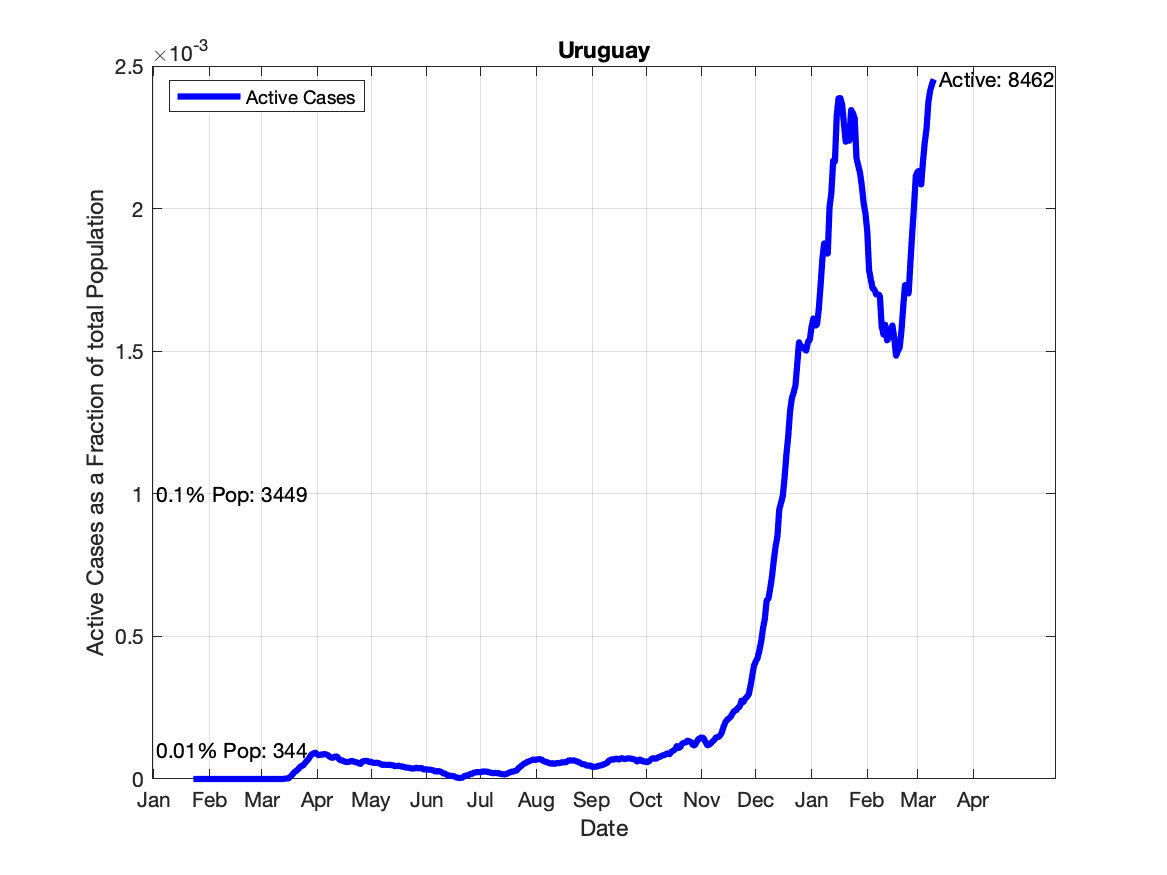 Uruguay
×10-3
2.5
2
1.5
1
0.5
0
Active Cases as a Fraction of total Population
Active Cases
Active: 8462
0.1% Pop: 3449
0.01% Pop: 344
Jan Feb Mar Apr May Jun Jul Aug Sep Oct Nov Dec Jan Feb Mar Apr
Date